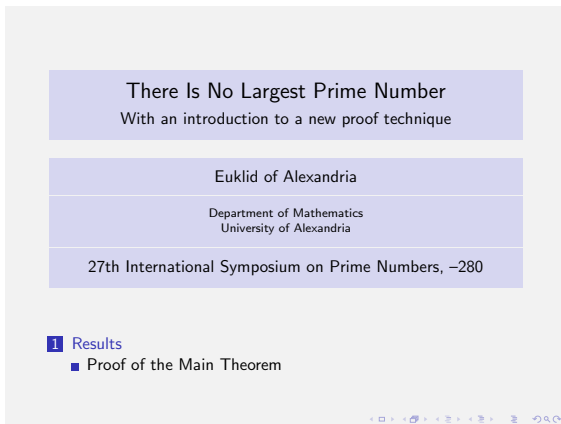 There Is No Largest Prime Number
With an introduction to a new proof technique
Euklid of Alexandria
Department of Mathematics
University of Alexandria
27th International Symposium on Prime Numbers, –280
1 Results
Proof of the Main Theorem